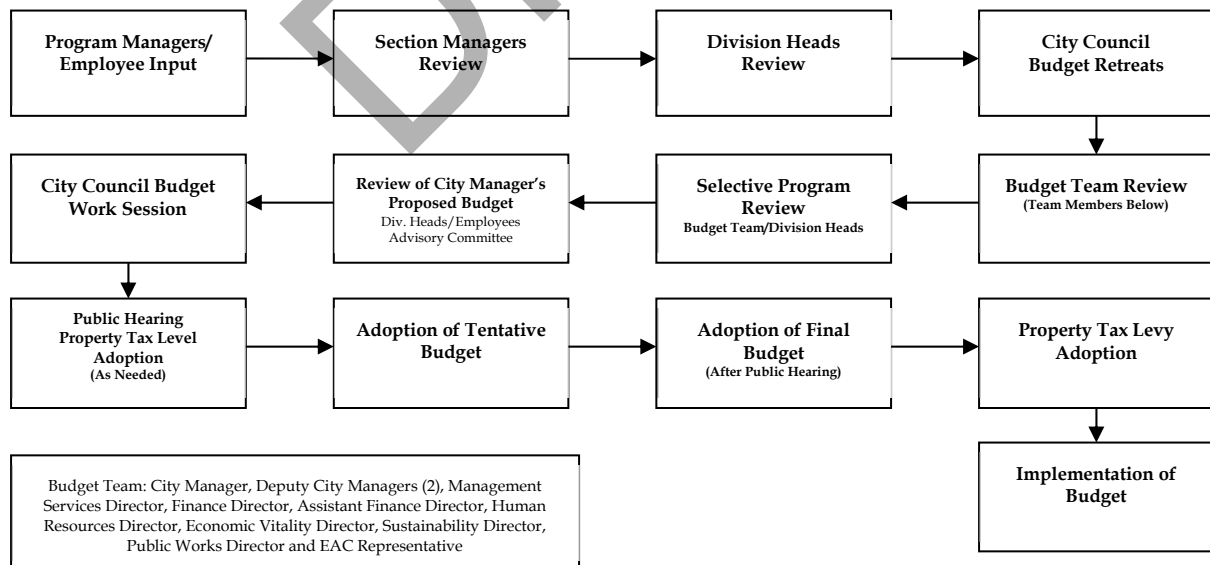 Program Managers/
Employee Input
Section Managers
Review
Division Heads
Review
City Council
Budget Retreats
City Council Budget
Work Session
Review of City Manager's
Proposed Budget
Div. Heads/Employees
Advisory Committee
Selective Program
Review
Budget Team/Division Heads
Budget Team Review
(Team Members Below)
Public Hearing
Property Tax Level
Adoption
(As Needed)
Adoption of Tentative
Budget
Adoption of Final
Budget
(After Public Hearing)
Property Tax Levy
Adoption
Implementation of
Budget
Budget Team: City Manager, Deputy City Managers (2), Management
Services Director, Finance Director, Assistant Finance Director, Human
Resources Director, Economic Vitality Director, Sustainability Director,
Public Works Director and EAC Representative